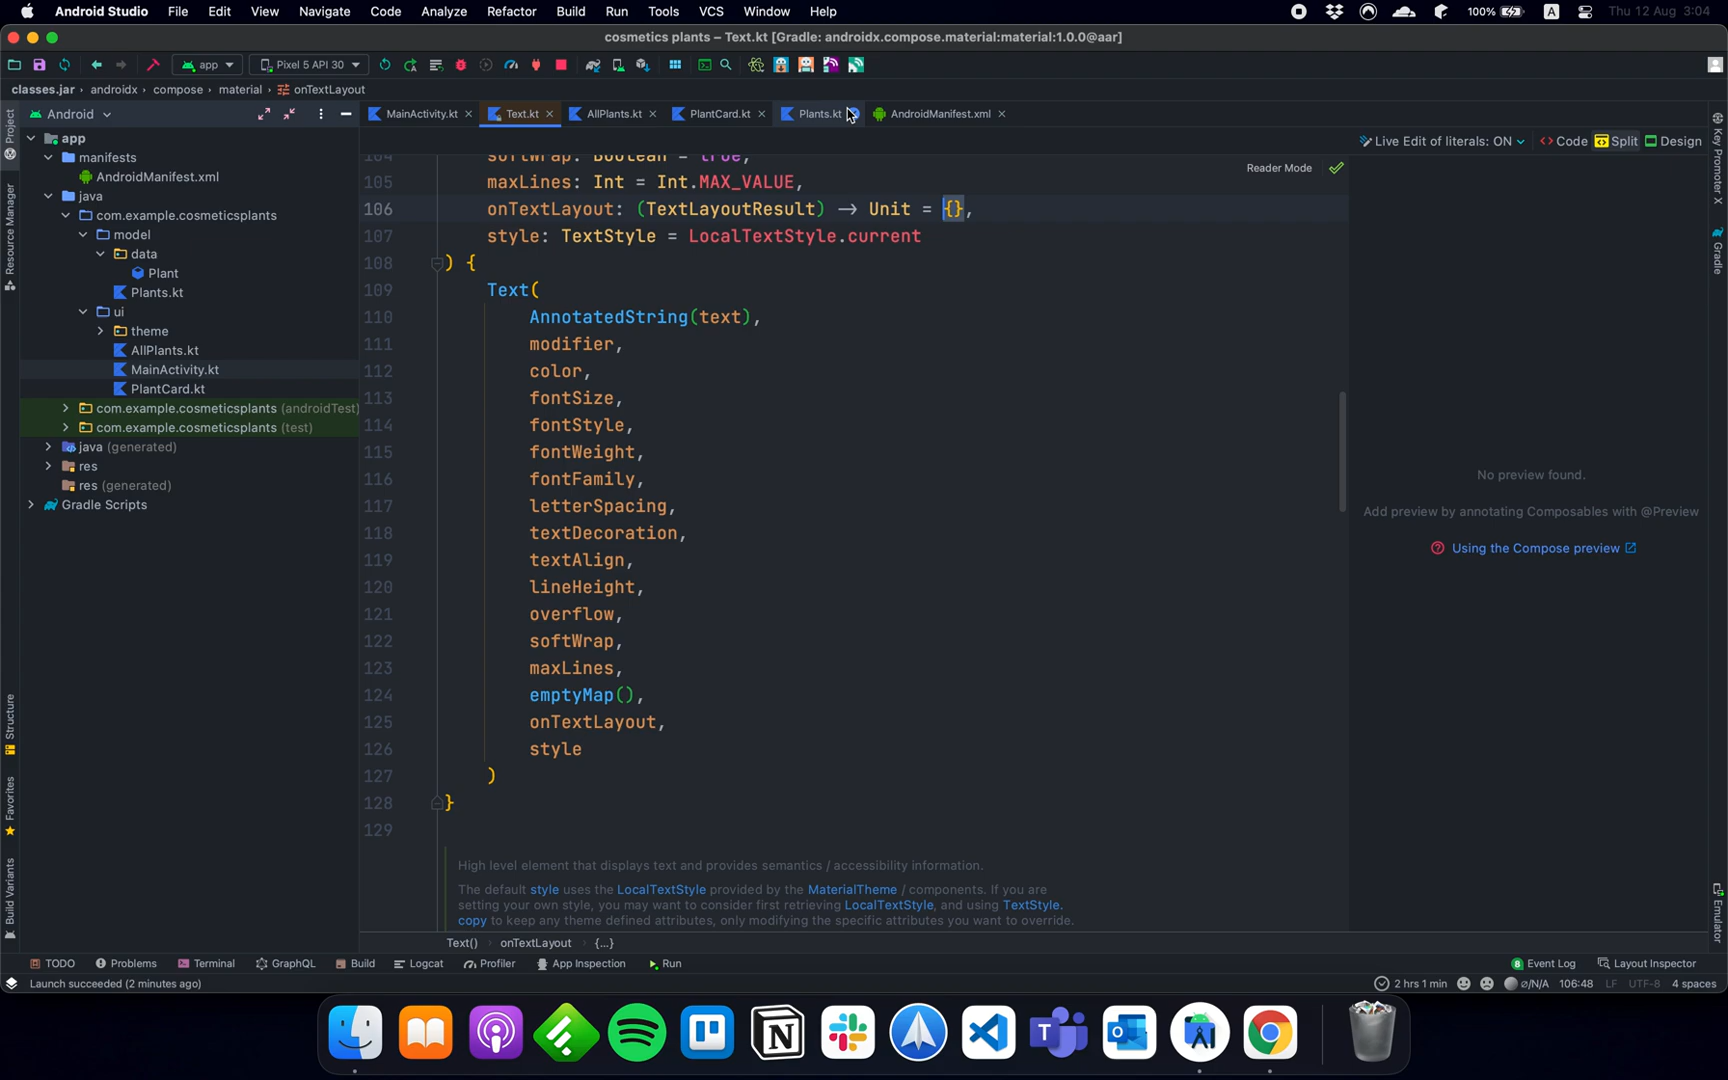 Android Studio File Edit View Navigate Code Analyze Refactor Build Run Tools VCS Window Help 100% A Thu 12 Aug 3:04
cosmetics plants – Text.kt [Gradle: androidx.compose.material:material:1.0.0@aar]
app Pixel 5 API 30
classes.jar androidx compose material onTextLayout
Android
MainActivity.kt Text.kt AllPlants.kt PlantCard.kt Plants.kt AndroidManifest.xml
Live Edit of literals: ON Code Split Design
Reader Mode
Project
Resource Manager
Structure
Favorites
Build Variants
app
manifests
AndroidManifest.xml
java
com.example.cosmeticsplants
model
data
Plant
Plants.kt
ui
theme
AllPlants.kt
MainActivity.kt
PlantCard.kt
com.example.cosmeticsplants (androidTest)
com.example.cosmeticsplants (test)
java (generated)
res
res (generated)
Gradle Scripts
104 softWrap: Boolean = true,
105 maxLines: Int = Int.MAX_VALUE,
106 onTextLayout: (TextLayoutResult) → Unit = {},
107 style: TextStyle = LocalTextStyle.current
108 ) {
109 Text(
110 AnnotatedString(text),
111 modifier,
112 color,
113 fontSize,
114 fontStyle,
115 fontWeight,
116 fontFamily,
117 letterSpacing,
118 textDecoration,
119 textAlign,
120 lineHeight,
121 overflow,
122 softWrap,
123 maxLines,
124 emptyMap(),
125 onTextLayout,
126 style
127 )
128 }
129
High level element that displays text and provides semantics / accessibility information.
The default style uses the LocalTextStyle provided by the MaterialTheme / components. If you are
setting your own style, you may want to consider first retrieving LocalTextStyle, and using TextStyle.
copy to keep any theme defined attributes, only modifying the specific attributes you want to override.
No preview found.
Add preview by annotating Composables with @Preview
Using the Compose preview
Key Promoter X
Gradle
Emulator
Text() onTextLayout {...}
TODO Problems Terminal GraphQL Build Logcat Profiler App Inspection Run 8 Event Log Layout Inspector
Launch succeeded (2 minutes ago) 2 hrs 1 min ⌀/N/A 106:48 LF UTF-8 4 spaces